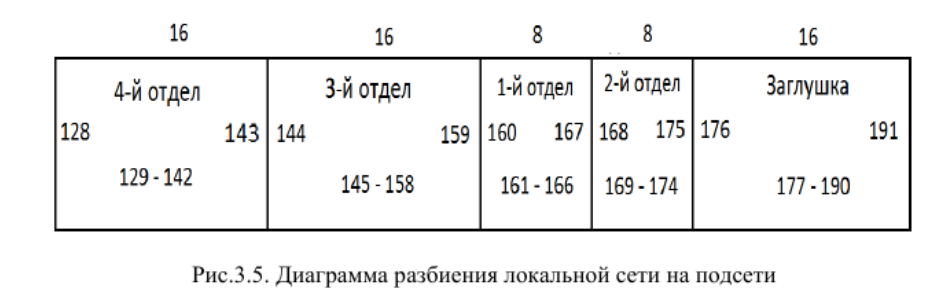 16 16 8 8 16
4-й отдел 3-й отдел 1-й отдел 2-й отдел Заглушка
128 143 144 159 160 167 168 175 176 191
129 - 142 145 - 158 161 - 166 169 - 174 177 - 190
Рис.3.5. Диаграмма разбиения локальной сети на подсети